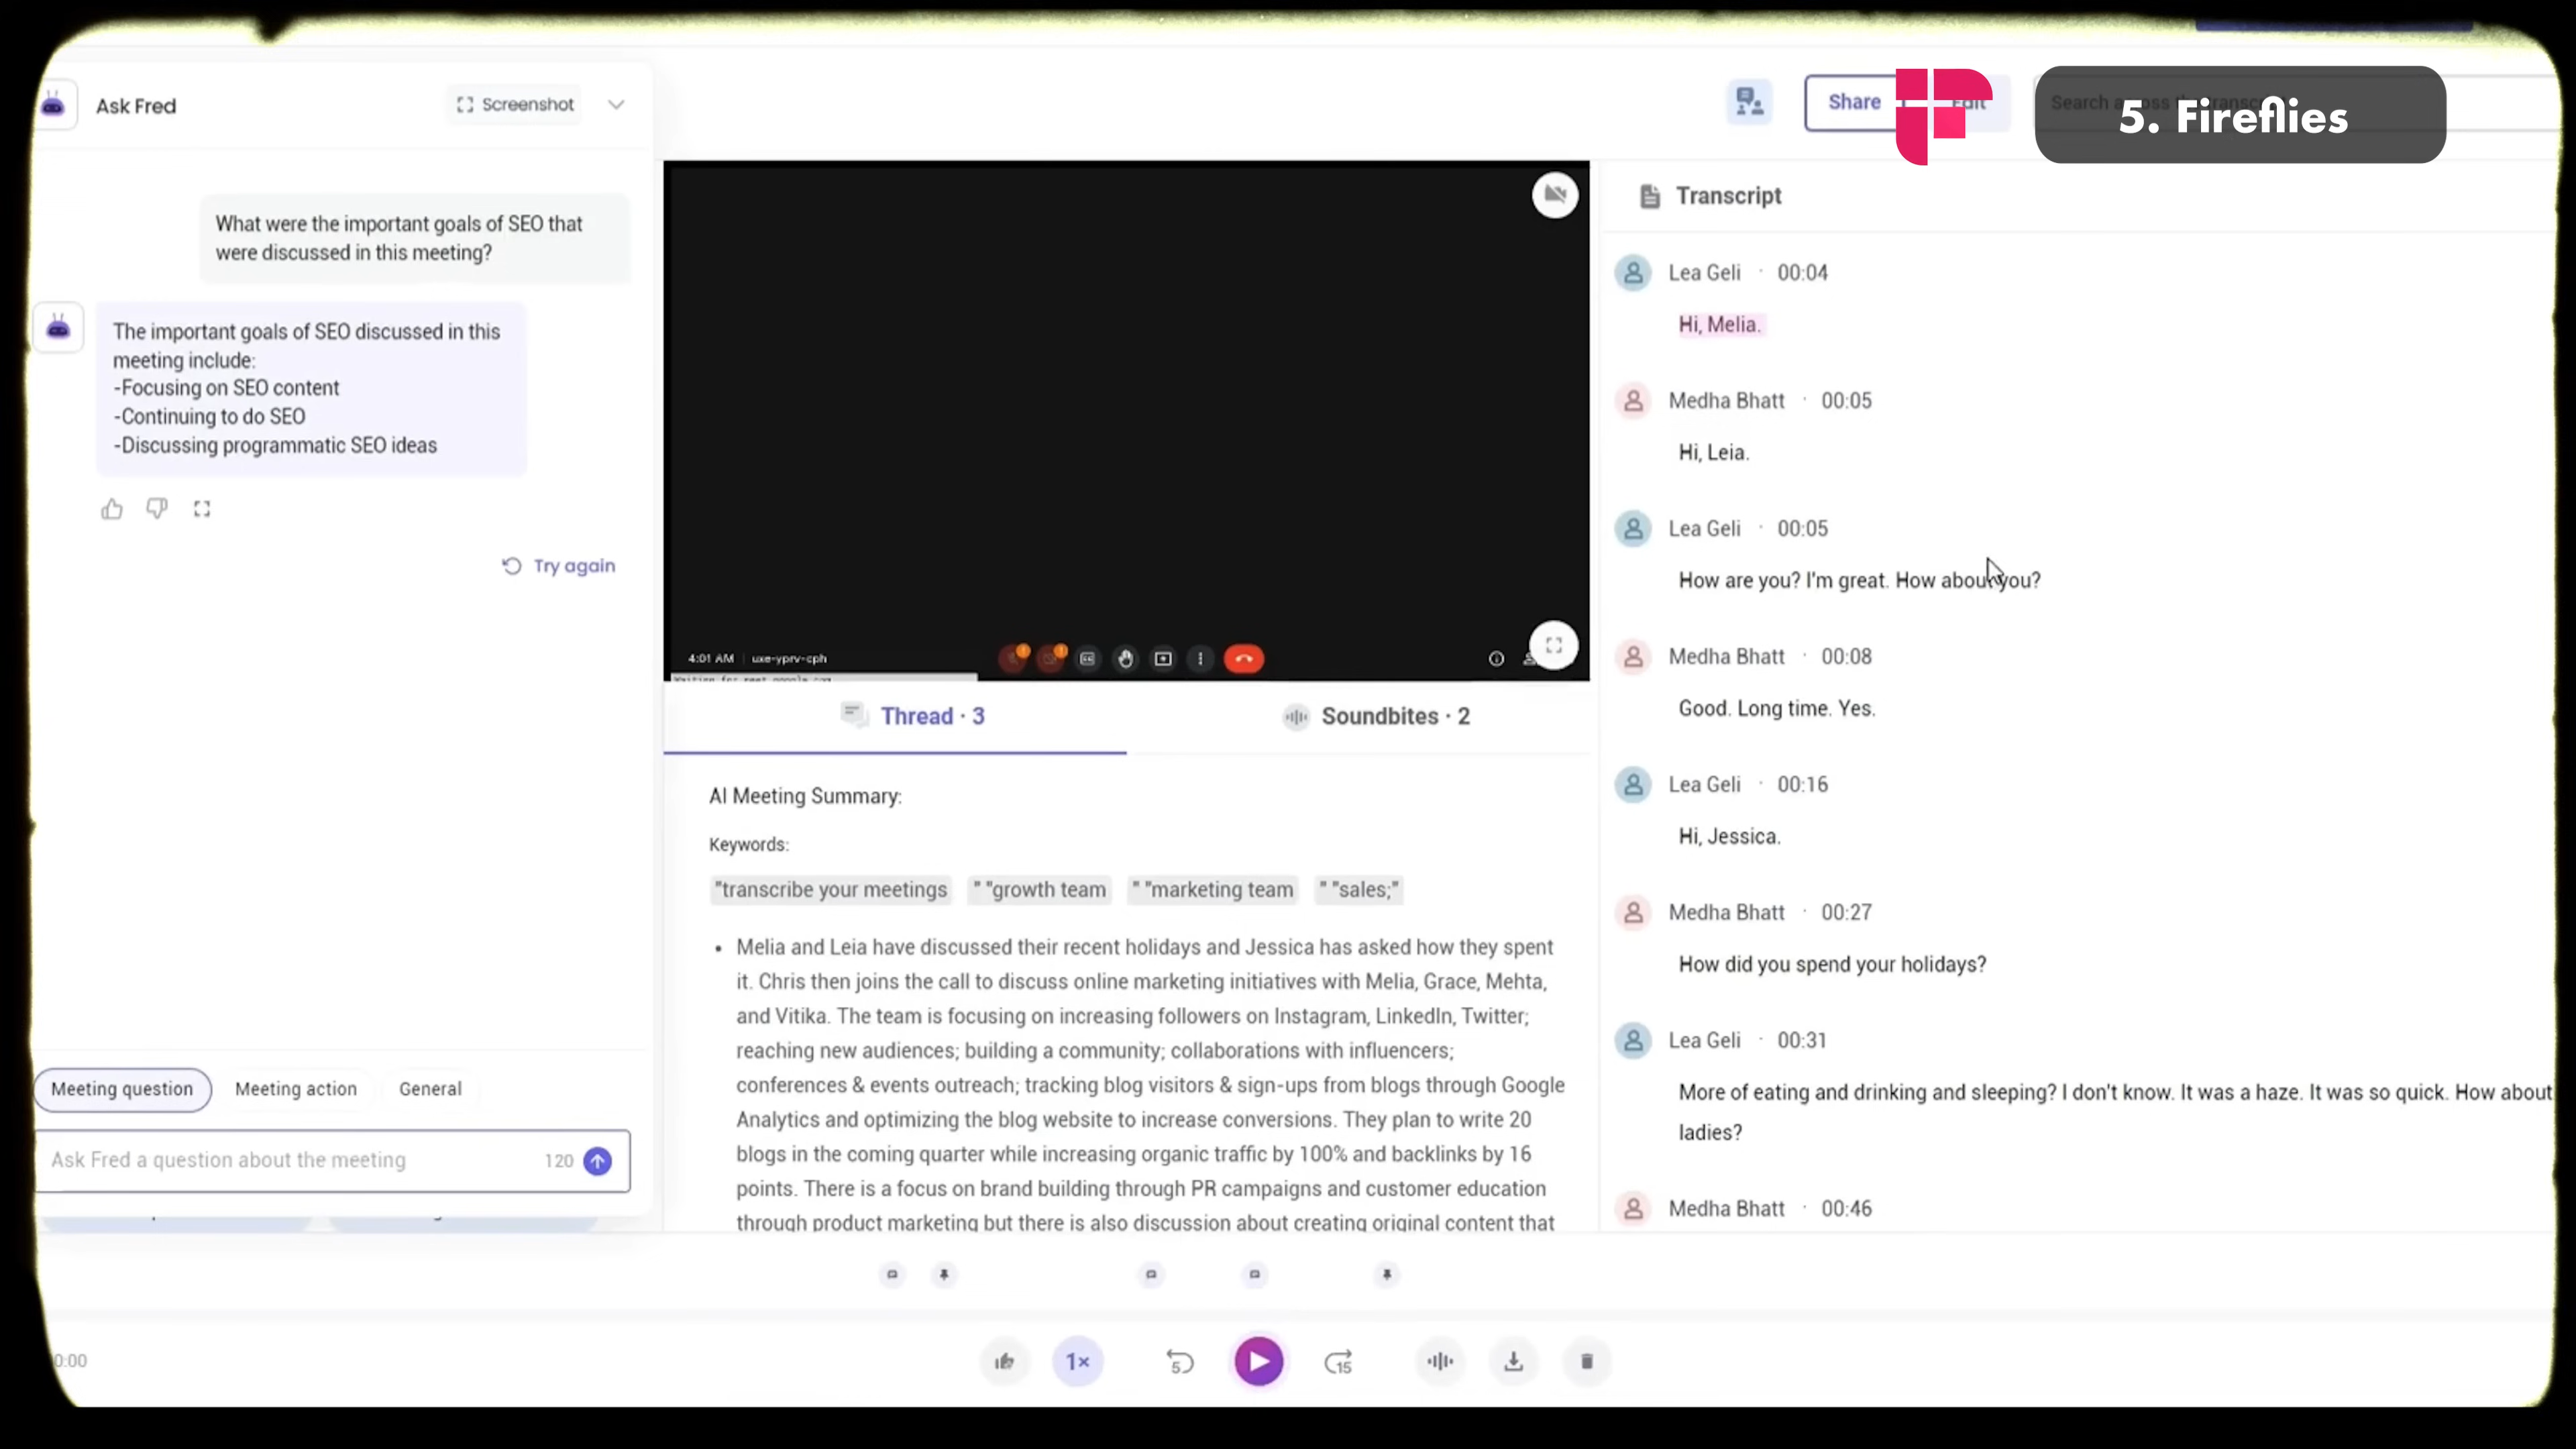 Ask Fred
Screenshot
What were the important goals of SEO that
were discussed in this meeting?
The important goals of SEO discussed in this
meeting include:
-Focusing on SEO content
-Continuing to do SEO
-Discussing programmatic SEO ideas
Try again
Meeting question
Meeting action
General
Ask Fred a question about the meeting
120
4:01 AM | uxe-yprv-cph
Thread · 3
Soundbites · 2
AI Meeting Summary:
Keywords:
"transcribe your meetings " "growth team " "marketing team " "sales;"
• Melia and Leia have discussed their recent holidays and Jessica has asked how they spent
it. Chris then joins the call to discuss online marketing initiatives with Melia, Grace, Mehta,
and Vitika. The team is focusing on increasing followers on Instagram, LinkedIn, Twitter;
reaching new audiences; building a community; collaborations with influencers;
conferences & events outreach; tracking blog visitors & sign-ups from blogs through Google
Analytics and optimizing the blog website to increase conversions. They plan to write 20
blogs in the coming quarter while increasing organic traffic by 100% and backlinks by 16
points. There is a focus on brand building through PR campaigns and customer education
through product marketing but there is also discussion about creating original content that
Share
Edit
5. Fireflies
Transcript
Lea Geli · 00:04
Hi, Melia.
Medha Bhatt · 00:05
Hi, Leia.
Lea Geli · 00:05
How are you? I'm great. How about you?
Medha Bhatt · 00:08
Good. Long time. Yes.
Lea Geli · 00:16
Hi, Jessica.
Medha Bhatt · 00:27
How did you spend your holidays?
Lea Geli · 00:31
More of eating and drinking and sleeping? I don't know. It was a haze. It was so quick. How about
ladies?
Medha Bhatt · 00:46
0:00
1×
5
15